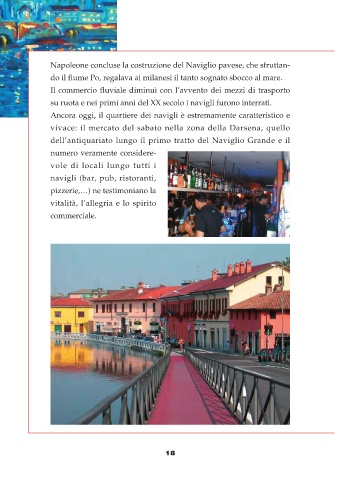 Napoleone concluse la costruzione del Naviglio pavese, che sfruttan-
do il fiume Po, regalava ai milanesi il tanto sognato sbocco al mare.
Il commercio fluviale diminuì con l'avvento dei mezzi di trasporto
su ruota e nei primi anni del XX secolo i navigli furono interrati.
Ancora oggi, il quartiere dei navigli è estremamente caratteristico e
vivace: il mercato del sabato nella zona della Darsena, quello
dell'antiquariato lungo il primo tratto del Naviglio Grande e il
numero veramente considere-
vole di locali lungo tutti i
navigli (bar, pub, ristoranti,
pizzerie,…) ne testimoniano la
vitalità, l'allegria e lo spirito
commerciale.
18